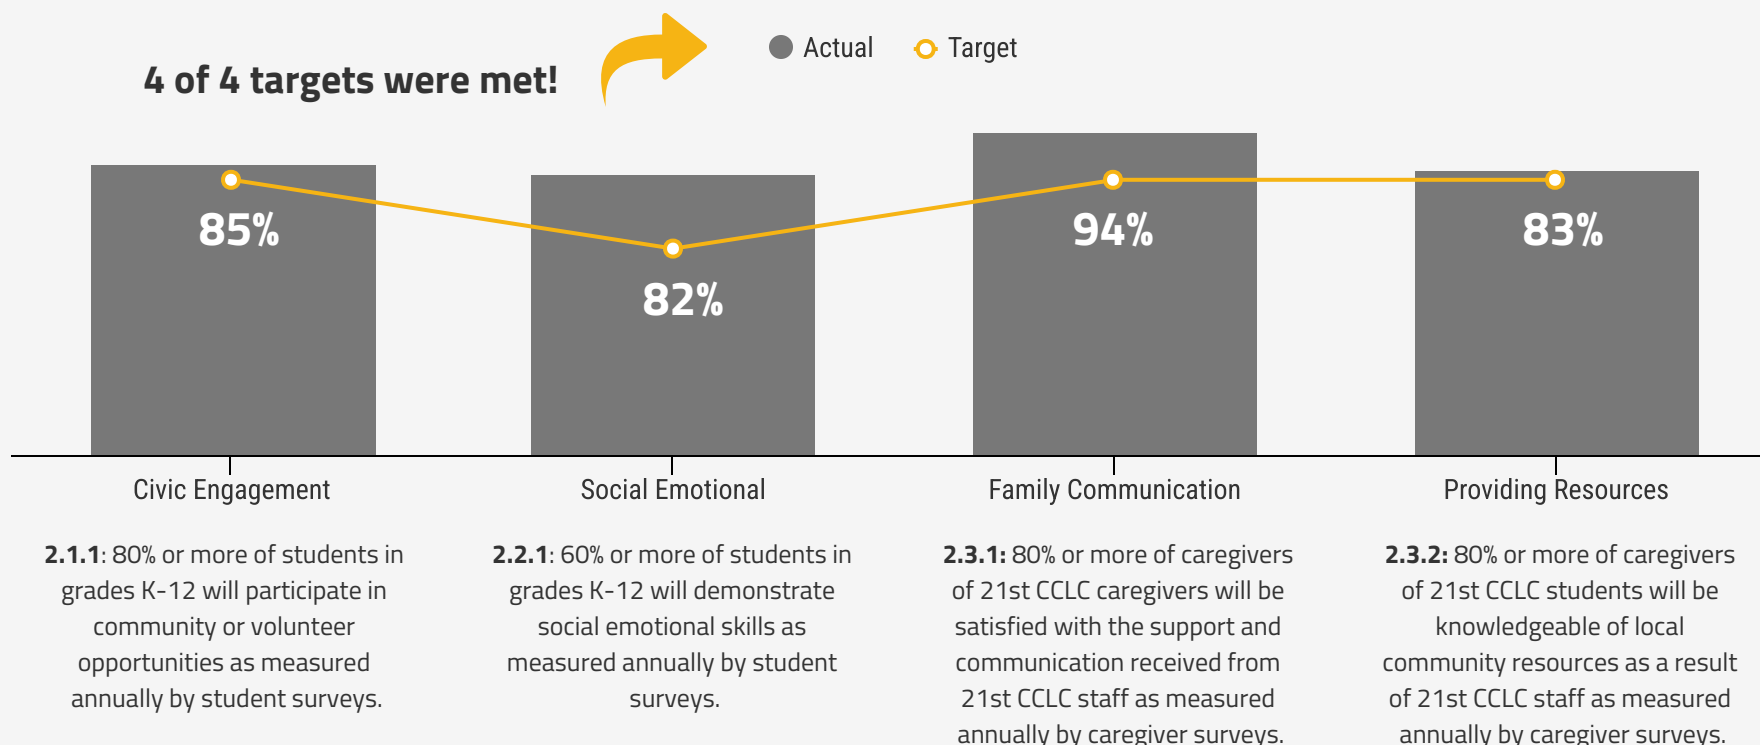 4 of 4 targets were met!
Actual
Target
85%
82%
94%
83%
Civic Engagement
Social Emotional
Family Communication
Providing Resources
2.1.1: 80% or more of students in
grades K-12 will participate in
community or volunteer
opportunities as measured
annually by student surveys.
2.2.1: 60% or more of students in
grades K-12 will demonstrate
social emotional skills as
measured annually by student
surveys.
2.3.1: 80% or more of caregivers
of 21st CCLC caregivers will be
satisfied with the support and
communication received from
21st CCLC staff as measured
annually by caregiver surveys.
2.3.2: 80% or more of caregivers
of 21st CCLC students will be
knowledgeable of local
community resources as a result
of 21st CCLC staff as measured
annually by caregiver surveys.